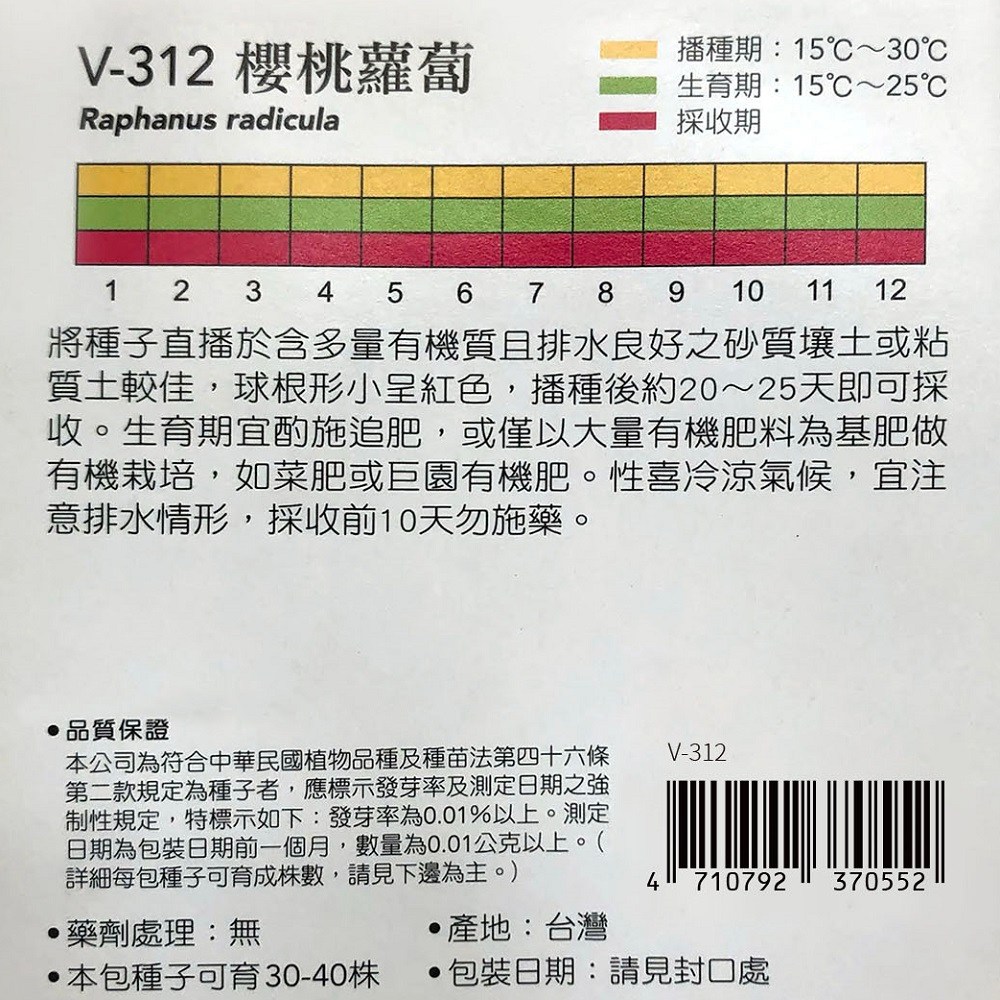 V-312 櫻桃蘿蔔
Raphanus radicula
播種期：15℃～30℃
生育期：15℃～25℃
採收期
1 2 3 4 5 6 7 8 9 10 11 12
將種子直播於含多量有機質且排水良好之砂質壤土或粘
質土較佳，球根形小呈紅色，播種後約20～25天即可採
收。生育期宜酌施追肥，或僅以大量有機肥料為基肥做
有機栽培，如菜肥或巨園有機肥。性喜冷涼氣候，宜注
意排水情形，採收前10天勿施藥。
•品質保證
本公司為符合中華民國植物品種及種苗法第四十六條
第二款規定為種子者，應標示發芽率及測定日期之強
制性規定，特標示如下：發芽率為0.01%以上。測定
日期為包裝日期前一個月，數量為0.01公克以上。(
詳細每包種子可育成株數，請見下邊為主。)
V-312
4 710792 370552
•藥劑處理：無
•產地：台灣
•本包種子可育30-40株
•包裝日期：請見封口處